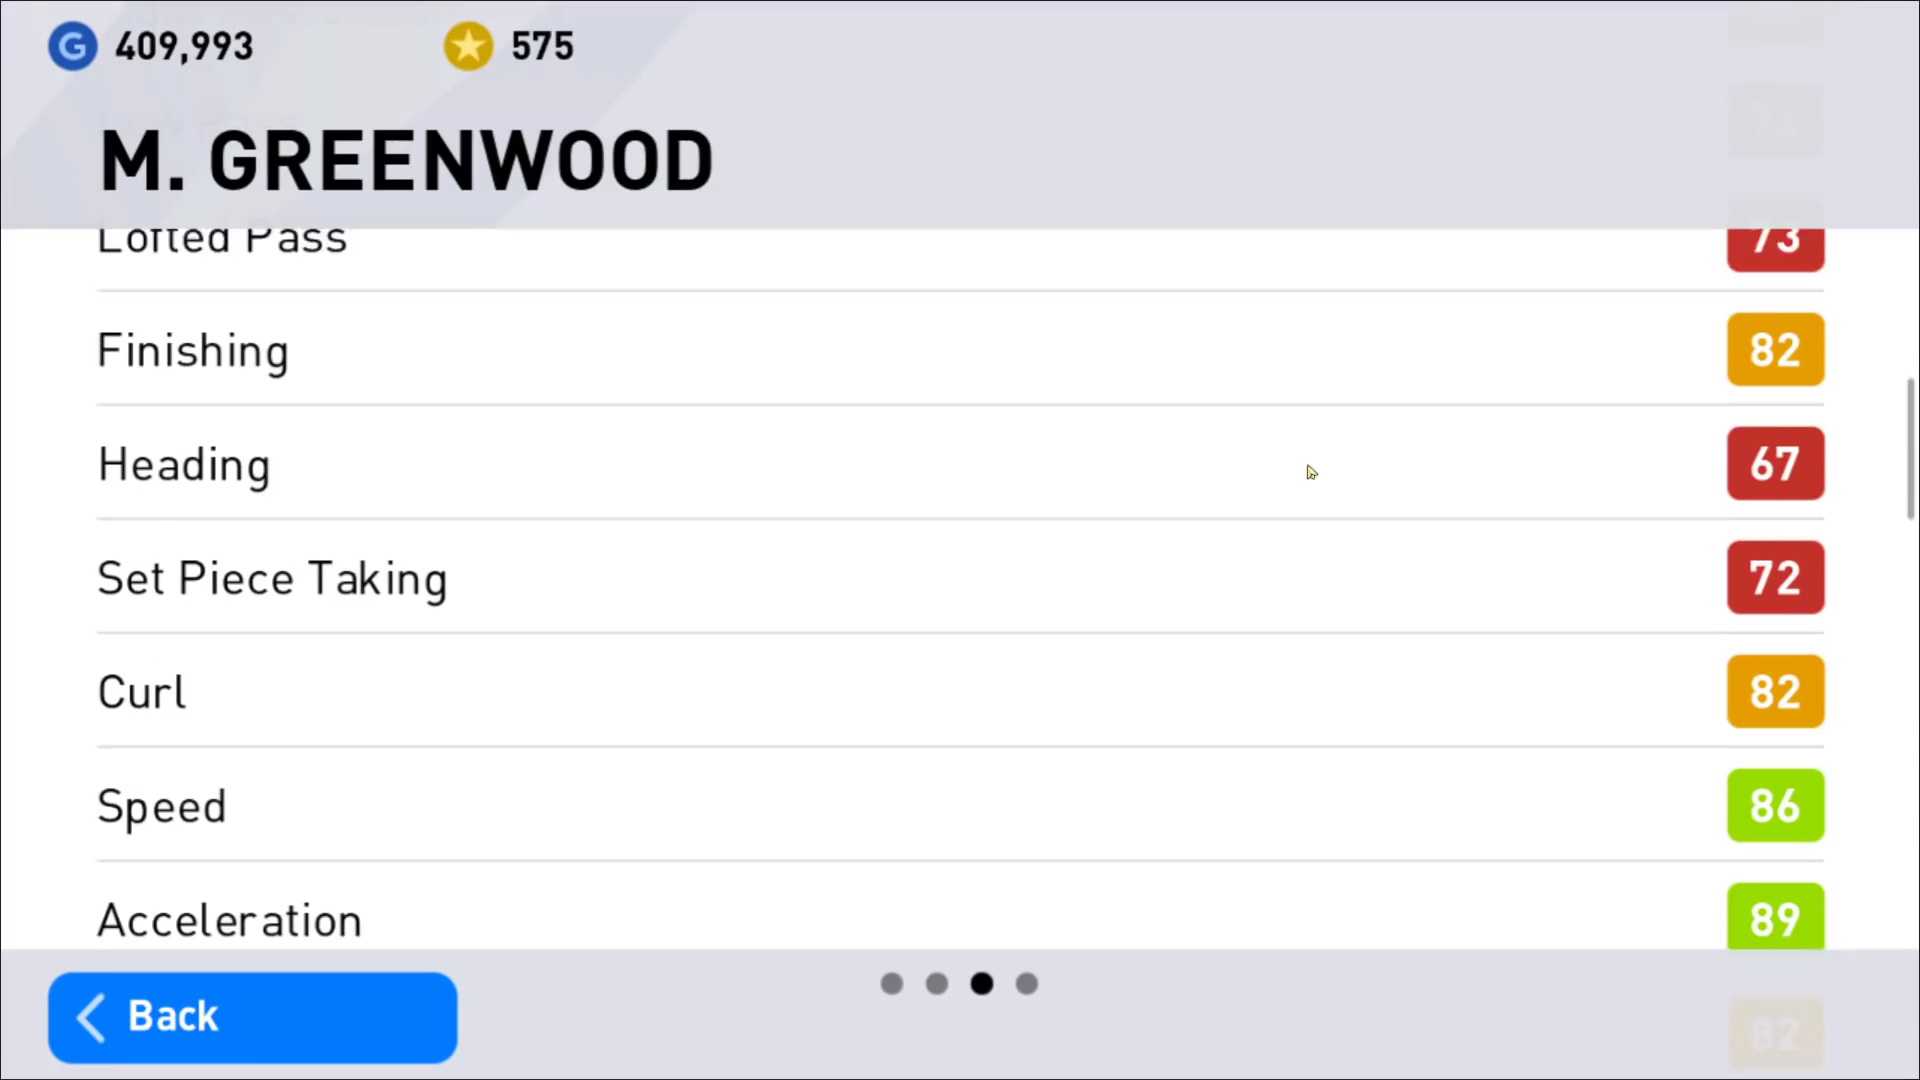 G 409,993 575
M. GREENWOOD
Lofted Pass 73
Finishing 82
Heading 67
Set Piece Taking 72
Curl 82
Speed 86
Acceleration 89
Back
82